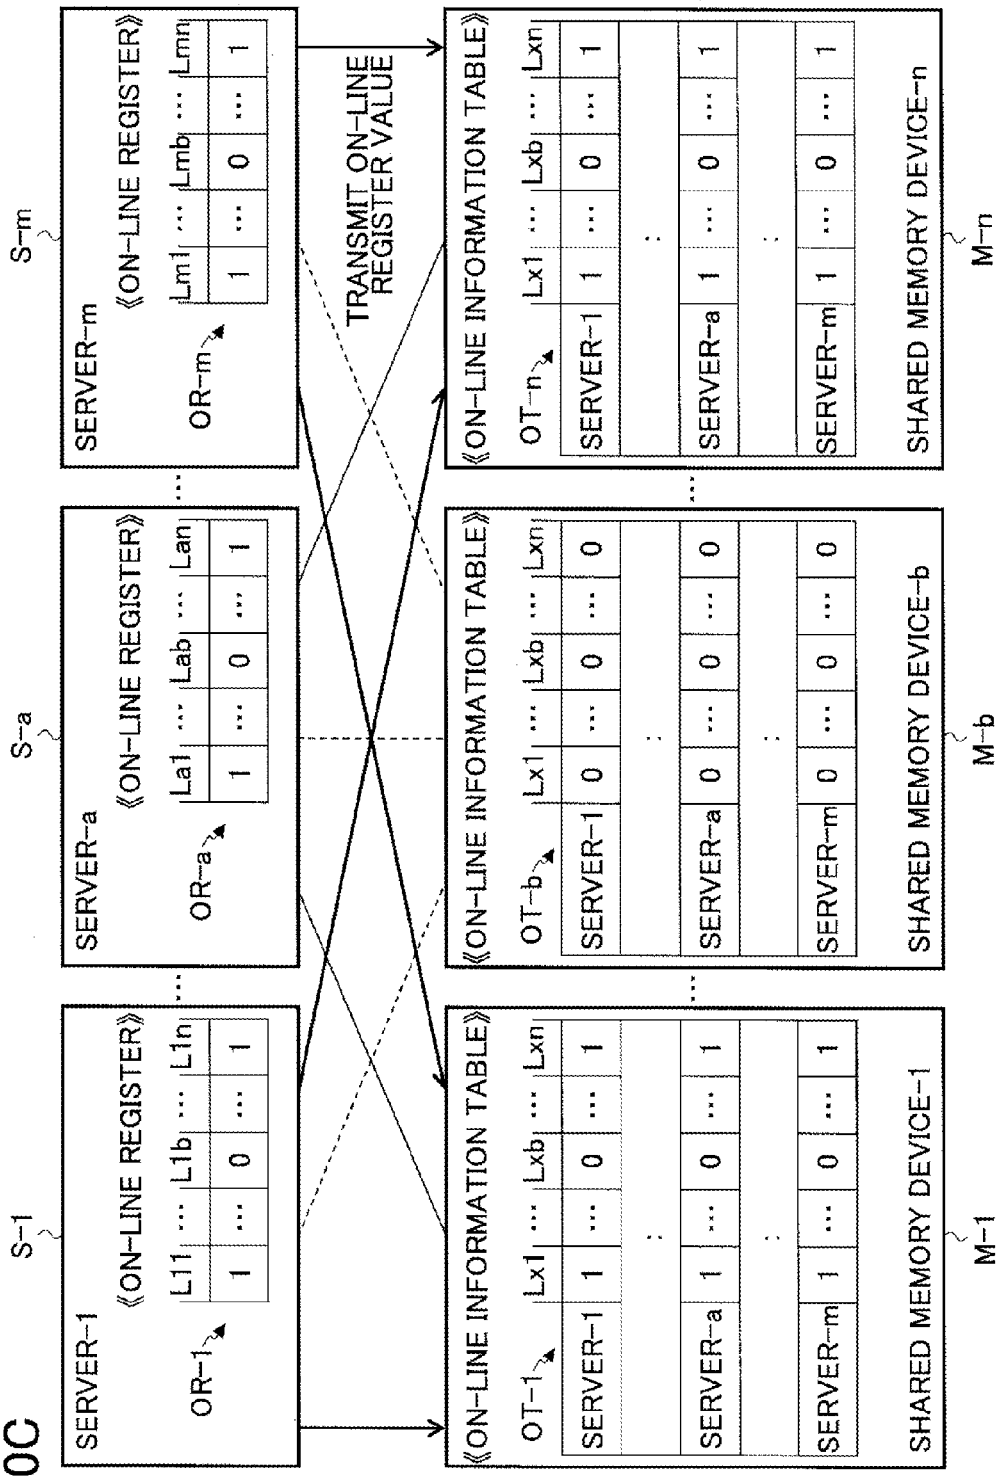 0C
S-1
SERVER-1
《ON-LINE REGISTER》
L11 ... L1b ... L1n
OR-1
1 ... 0 ... 1
...
S-a
SERVER-a
《ON-LINE REGISTER》
La1 ... Lab ... Lan
OR-a
1 ... 0 ... 1
...
S-m
SERVER-m
《ON-LINE REGISTER》
Lm1 ... Lmb ... Lmn
OR-m
1 ... 0 ... 1
TRANSMIT ON-LINE
REGISTER VALUE
《ON-LINE INFORMATION TABLE》
OT-1
Lx1 ... Lxb ... Lxn
SERVER-1 1 ... 0 ... 1
:
SERVER-a 1 ... 0 ... 1
:
SERVER-m 1 ... 0 ... 1
SHARED MEMORY DEVICE-1
M-1
...
《ON-LINE INFORMATION TABLE》
OT-b
Lx1 ... Lxb ... Lxn
SERVER-1 0 ... 0 ... 0
:
SERVER-a 0 ... 0 ... 0
:
SERVER-m 0 ... 0 ... 0
SHARED MEMORY DEVICE-b
M-b
...
《ON-LINE INFORMATION TABLE》
OT-n
Lx1 ... Lxb ... Lxn
SERVER-1 1 ... 0 ... 1
:
SERVER-a 1 ... 0 ... 1
:
SERVER-m 1 ... 0 ... 1
SHARED MEMORY DEVICE-n
M-n